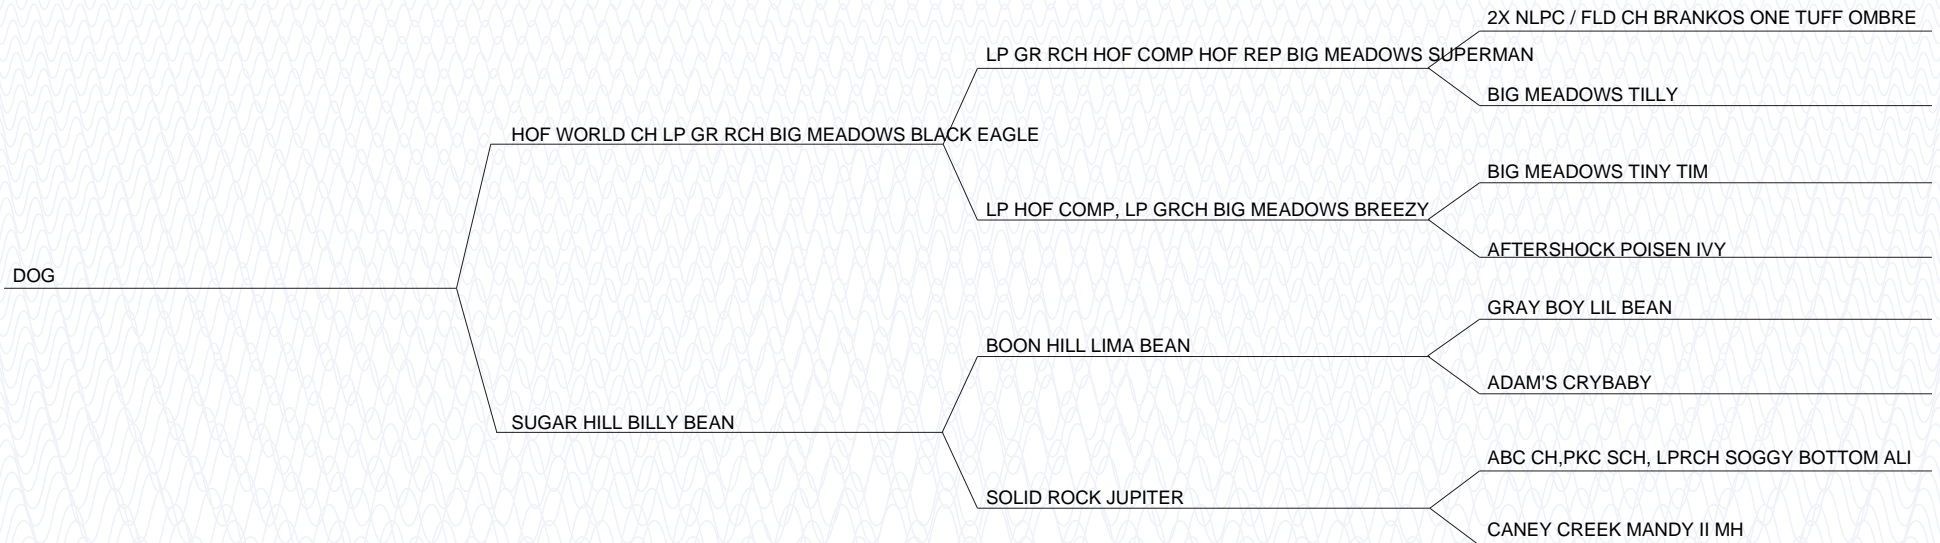 2X NLPC / FLD CH BRANKOS ONE TUFF OMBRE
LP GR RCH HOF COMP HOF REP BIG MEADOWS SUPERMAN
BIG MEADOWS TILLY
HOF WORLD CH LP GR RCH BIG MEADOWS BLACK EAGLE
BIG MEADOWS TINY TIM
LP HOF COMP, LP GRCH BIG MEADOWS BREEZY
AFTERSHOCK POISEN IVY
DOG
GRAY BOY LIL BEAN
BOON HILL LIMA BEAN
ADAM'S CRYBABY
SUGAR HILL BILLY BEAN
ABC CH,PKC SCH, LPRCH SOGGY BOTTOM ALI
SOLID ROCK JUPITER
CANEY CREEK MANDY II MH